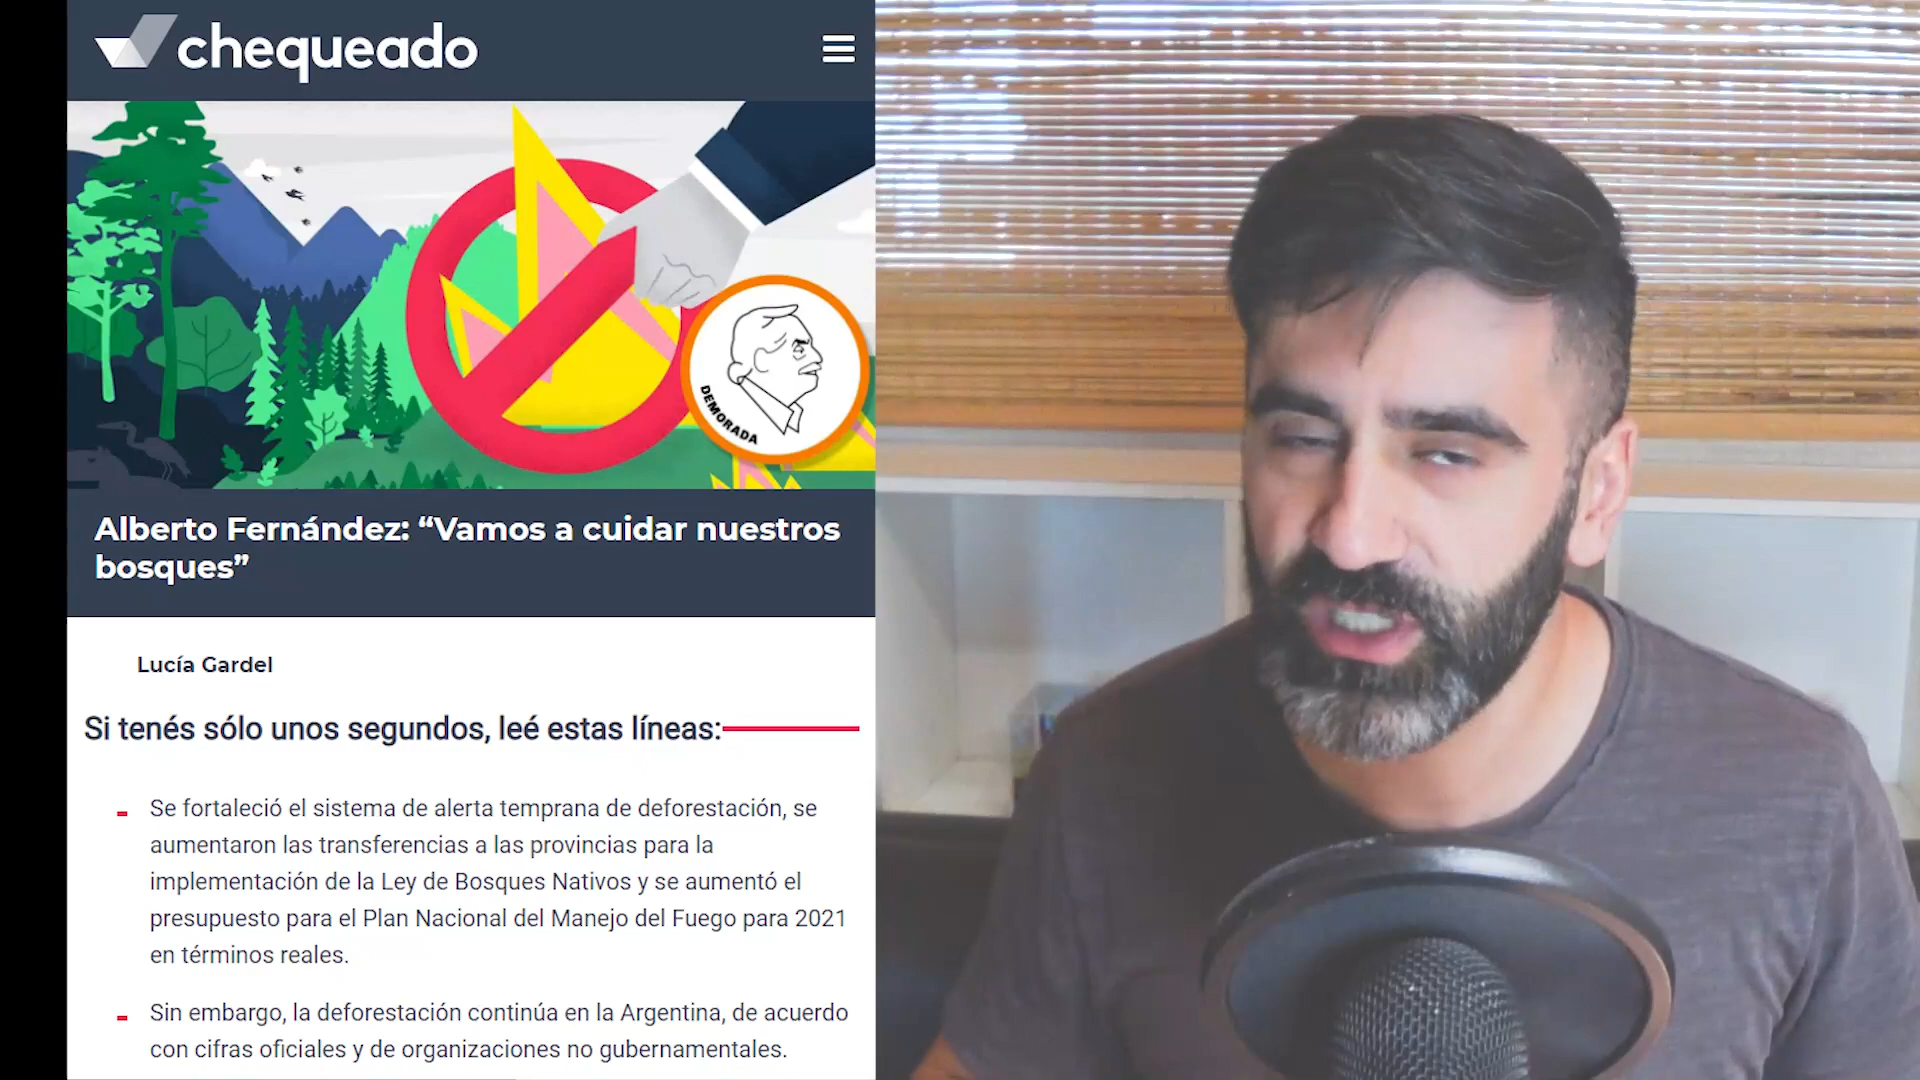 chequeado
DEMORADA
Alberto Fernández: “Vamos a cuidar nuestros
bosques”
Lucía Gardel
Si tenés sólo unos segundos, leé estas líneas:
Se fortaleció el sistema de alerta temprana de deforestación, se
aumentaron las transferencias a las provincias para la
implementación de la Ley de Bosques Nativos y se aumentó el
presupuesto para el Plan Nacional del Manejo del Fuego para 2021
en términos reales.
Sin embargo, la deforestación continúa en la Argentina, de acuerdo
con cifras oficiales y de organizaciones no gubernamentales.